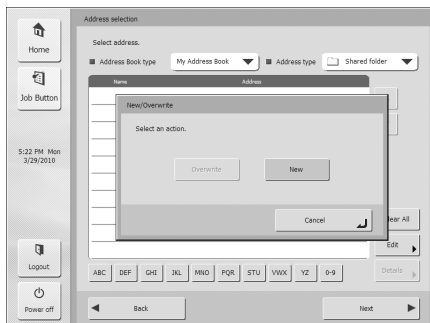 Address selection
Home
Select address.
Address Book type
My Address Book
Address type
Shared folder
Name
Address
Job Button
New/Overwrite
Select an action.
5:22 PM Mon
3/29/2010
Overwrite
New
Cancel
lear All
Edit
Logout
ABC
DEF
GHI
JKL
MNO
PQR
STU
VWX
YZ
0-9
Details
Power off
Back
Next